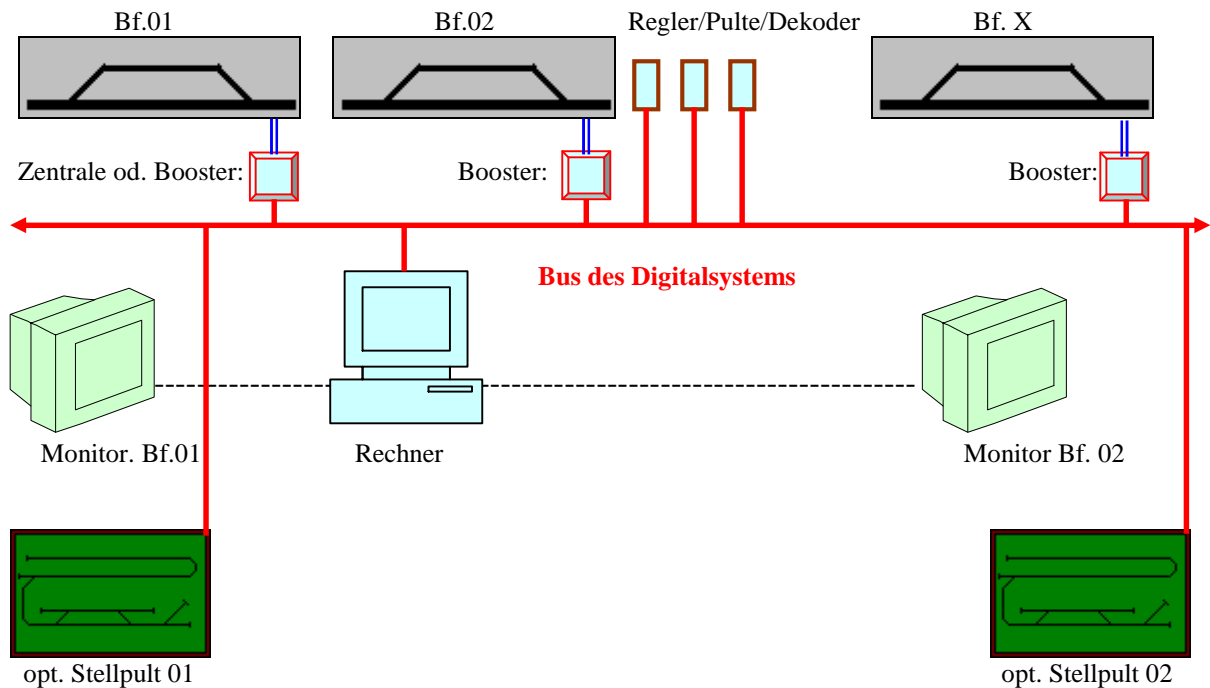 Bf.01
Bf.02
Regler/Pulte/Dekoder
Bf. X
Zentrale od. Booster:
Booster:
Booster:
Bus des Digitalsystems
Monitor. Bf.01
Rechner
Monitor Bf. 02
opt. Stellpult 01
opt. Stellpult 02